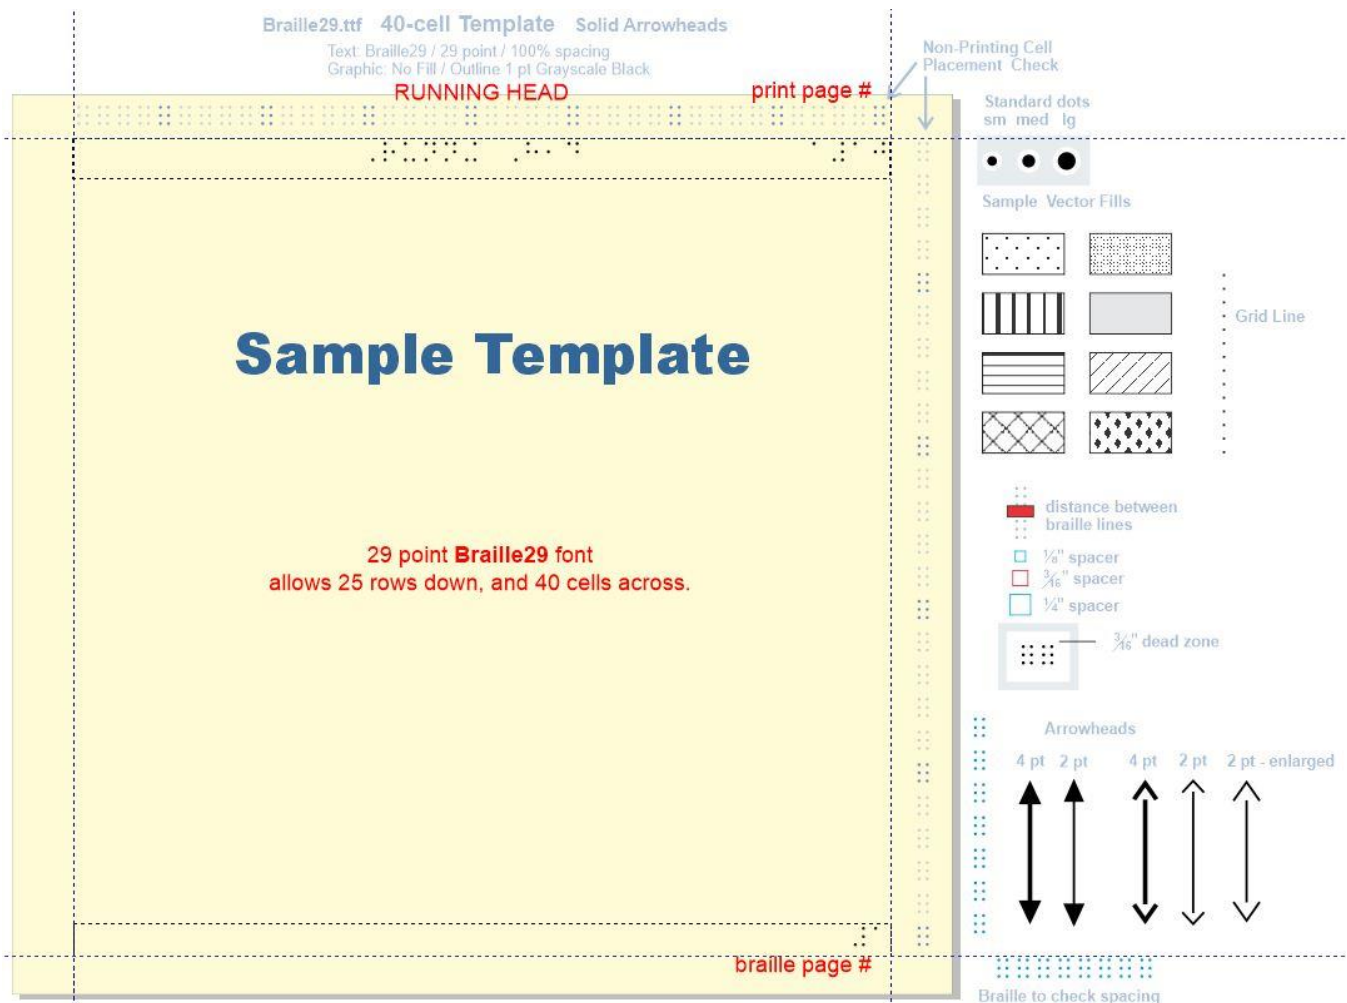 Braille29.ttf 40-cell Template Solid Arrowheads
Text: Braille29 / 29 point / 100% spacing
Graphic: No Fill / Outline 1 pt Grayscale Black
RUNNING HEAD
print page #
Non-Printing Cell
Placement Check
Standard dots
sm med lg
Sample Vector Fills
Grid Line
Sample Template
29 point Braille29 font
allows 25 rows down, and 40 cells across.
distance between
braille lines
⅛" spacer
3/16" spacer
¼" spacer
3/16" dead zone
Arrowheads
4 pt 2 pt 4 pt 2 pt 2 pt - enlarged
braille page #
Braille to check spacing